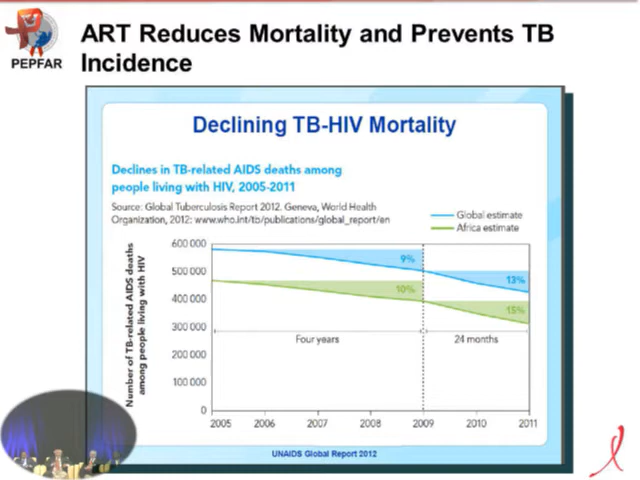 ART Reduces Mortality and Prevents TB
Incidence
PEPFAR
Declining TB-HIV Mortality
Declines in TB-related AIDS deaths among
people living with HIV, 2005-2011
Source: Global Tuberculosis Report 2012. Geneva, World Health
Organization, 2012: www.who.int/tb/publications/global_report/en
Global estimate
Africa estimate
Number of TB-related AIDS deaths
among people living with HIV
600 000
500 000
400 000
300 000
200 000
100 000
0
9%
13%
10%
15%
Four years
24 months
2005 2006 2007 2008 2009 2010 2011
UNAIDS Global Report 2012